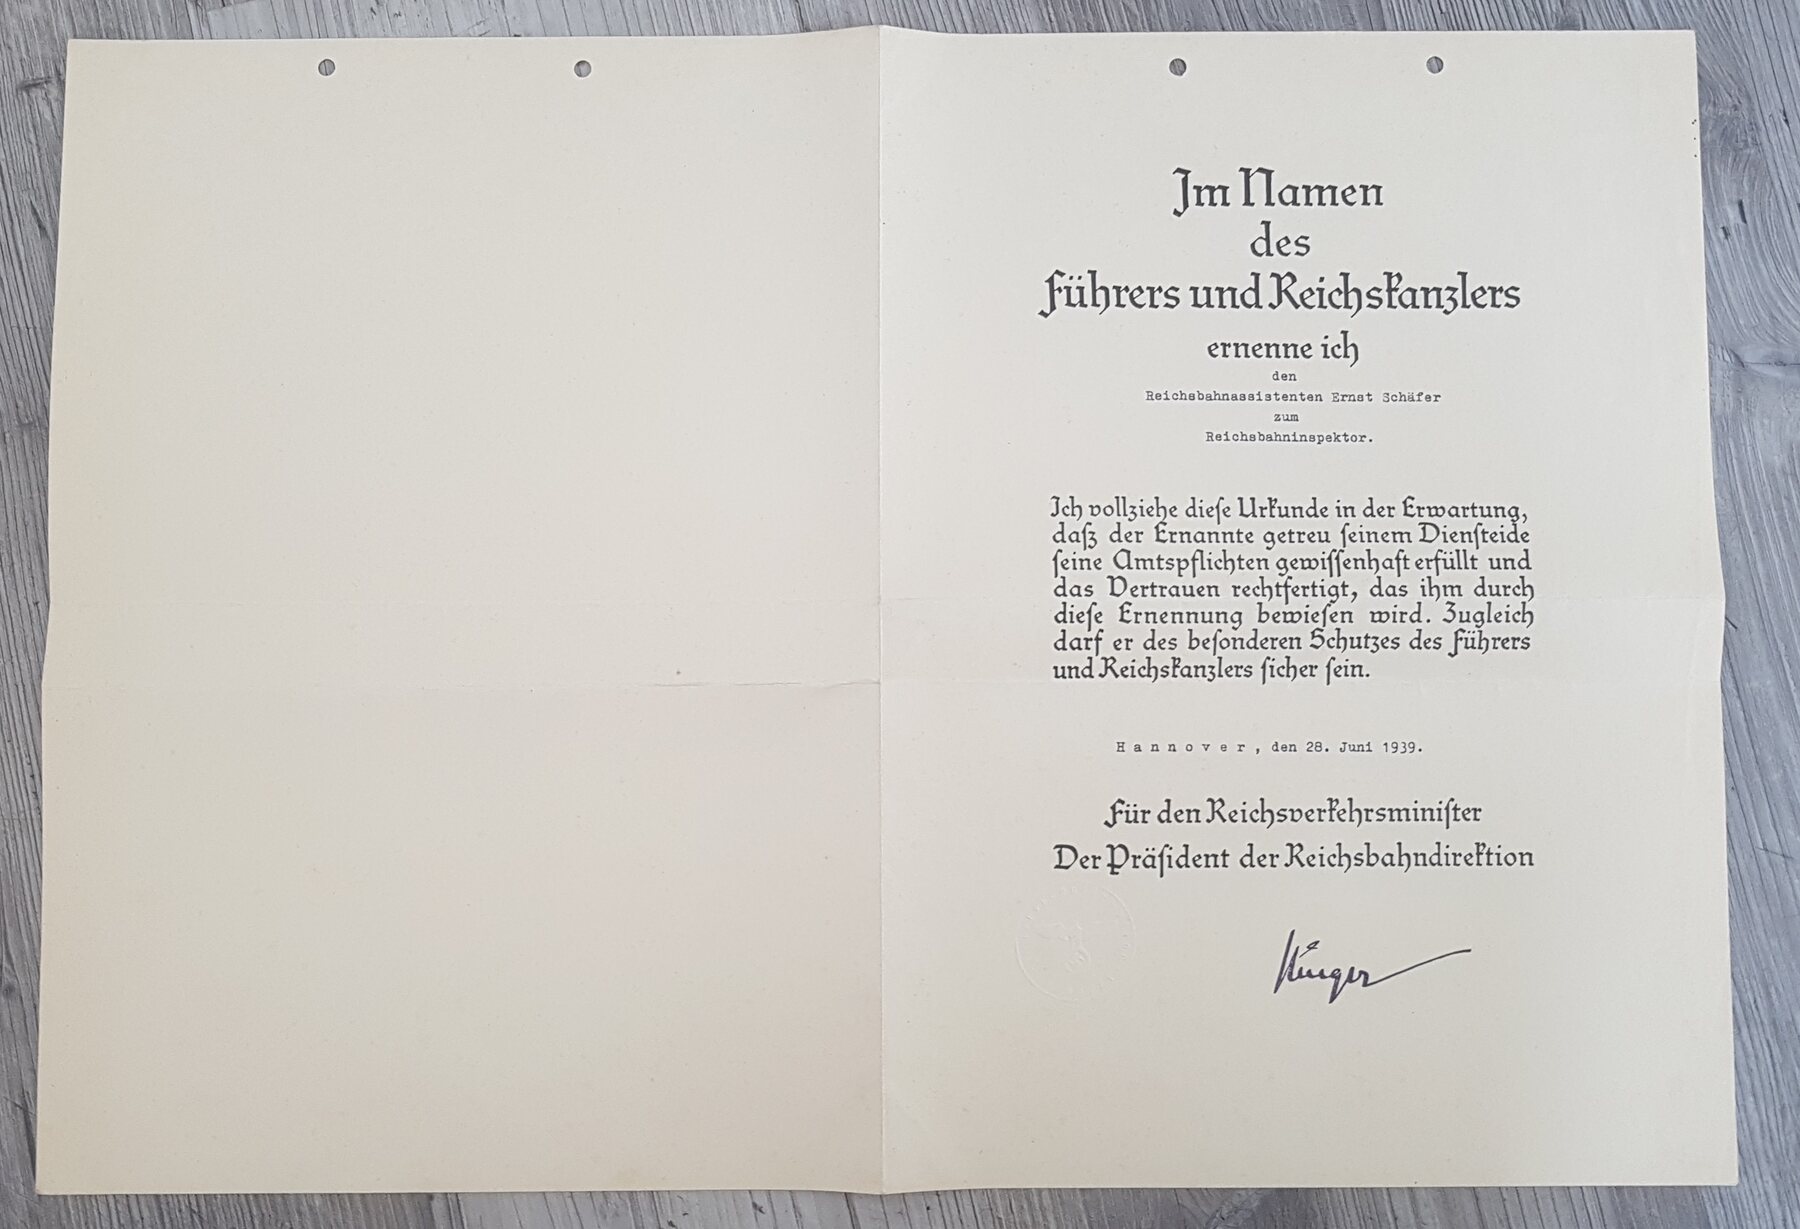 Im Namen
des
Führers und Reichskanzlers
ernenne ich
den
Reichsbahnassistenten Ernst Schäfer
zum
Reichsbahninspektor.
Ich vollziehe dieſe Urkunde in der Erwartung,
daß der Ernannte getreu ſeinem Dienſteide
ſeine Amtspflichten gewiſſenhaft erfüllt und
das Vertrauen rechtfertigt, das ihm durch
dieſe Ernennung bewieſen wird. Zugleich
darf er des beſonderen Schutzes des Führers
und Reichskanzlers ſicher ſein.
Hannover, den 28. Juni 1939.
Für den Reichsverkehrsminiſter
Der Präſident der Reichsbahndirektion